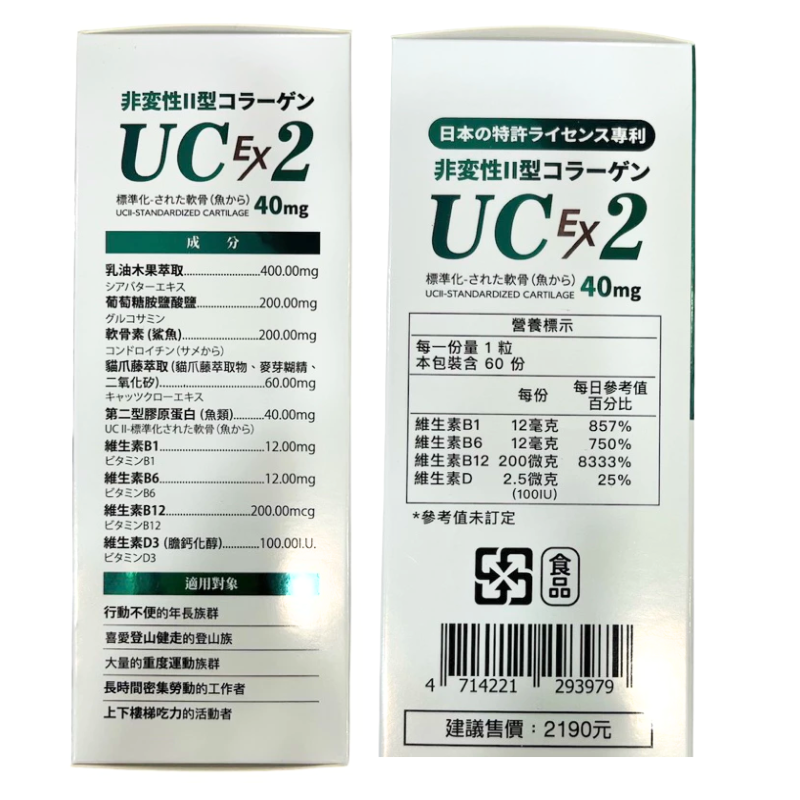 非変性II型コラーゲン
UC EX 2
標準化-された軟骨(魚から)
UCII-STANDARDIZED CARTILAGE 40mg
成 分
乳油木果萃取............................400.00mg
シアバターエキス
葡萄糖胺鹽酸鹽.......................200.00mg
グルコサミン
軟骨素 (鯊魚)...........................200.00mg
コンドロイチン(サメから)
貓爪藤萃取 (貓爪藤萃取物、麥芽糊精、
二氧化矽)..................................60.00mg
キャッツクローエキス
第二型膠原蛋白 (魚類)...........40.00mg
UC II-標準化された軟骨(魚から)
維生素B1...................................12.00mg
ビタミンB1
維生素B6...................................12.00mg
ビタミンB6
維生素B12..............................200.00mcg
ビタミンB12
維生素D3 (膽鈣化醇)..............100.00I.U.
ビタミンD3
適用對象
行動不便的年長族群
喜愛登山健走的登山族
大量的重度運動族群
長時間密集勞動的工作者
上下樓梯吃力的活動者
日本の特許ライセンス專利
非変性II型コラーゲン
UC EX 2
標準化-された軟骨(魚から)
UCII-STANDARDIZED CARTILAGE 40mg
營養標示
每一份量 1 粒
本包裝含 60 份
每份 每日參考值百分比
維生素B1 12毫克 857%
維生素B6 12毫克 750%
維生素B12 200微克 8333%
維生素D 2.5微克 25%
(100IU)
*參考值未訂定
食品
4 714221 293979
建議售價：2190元